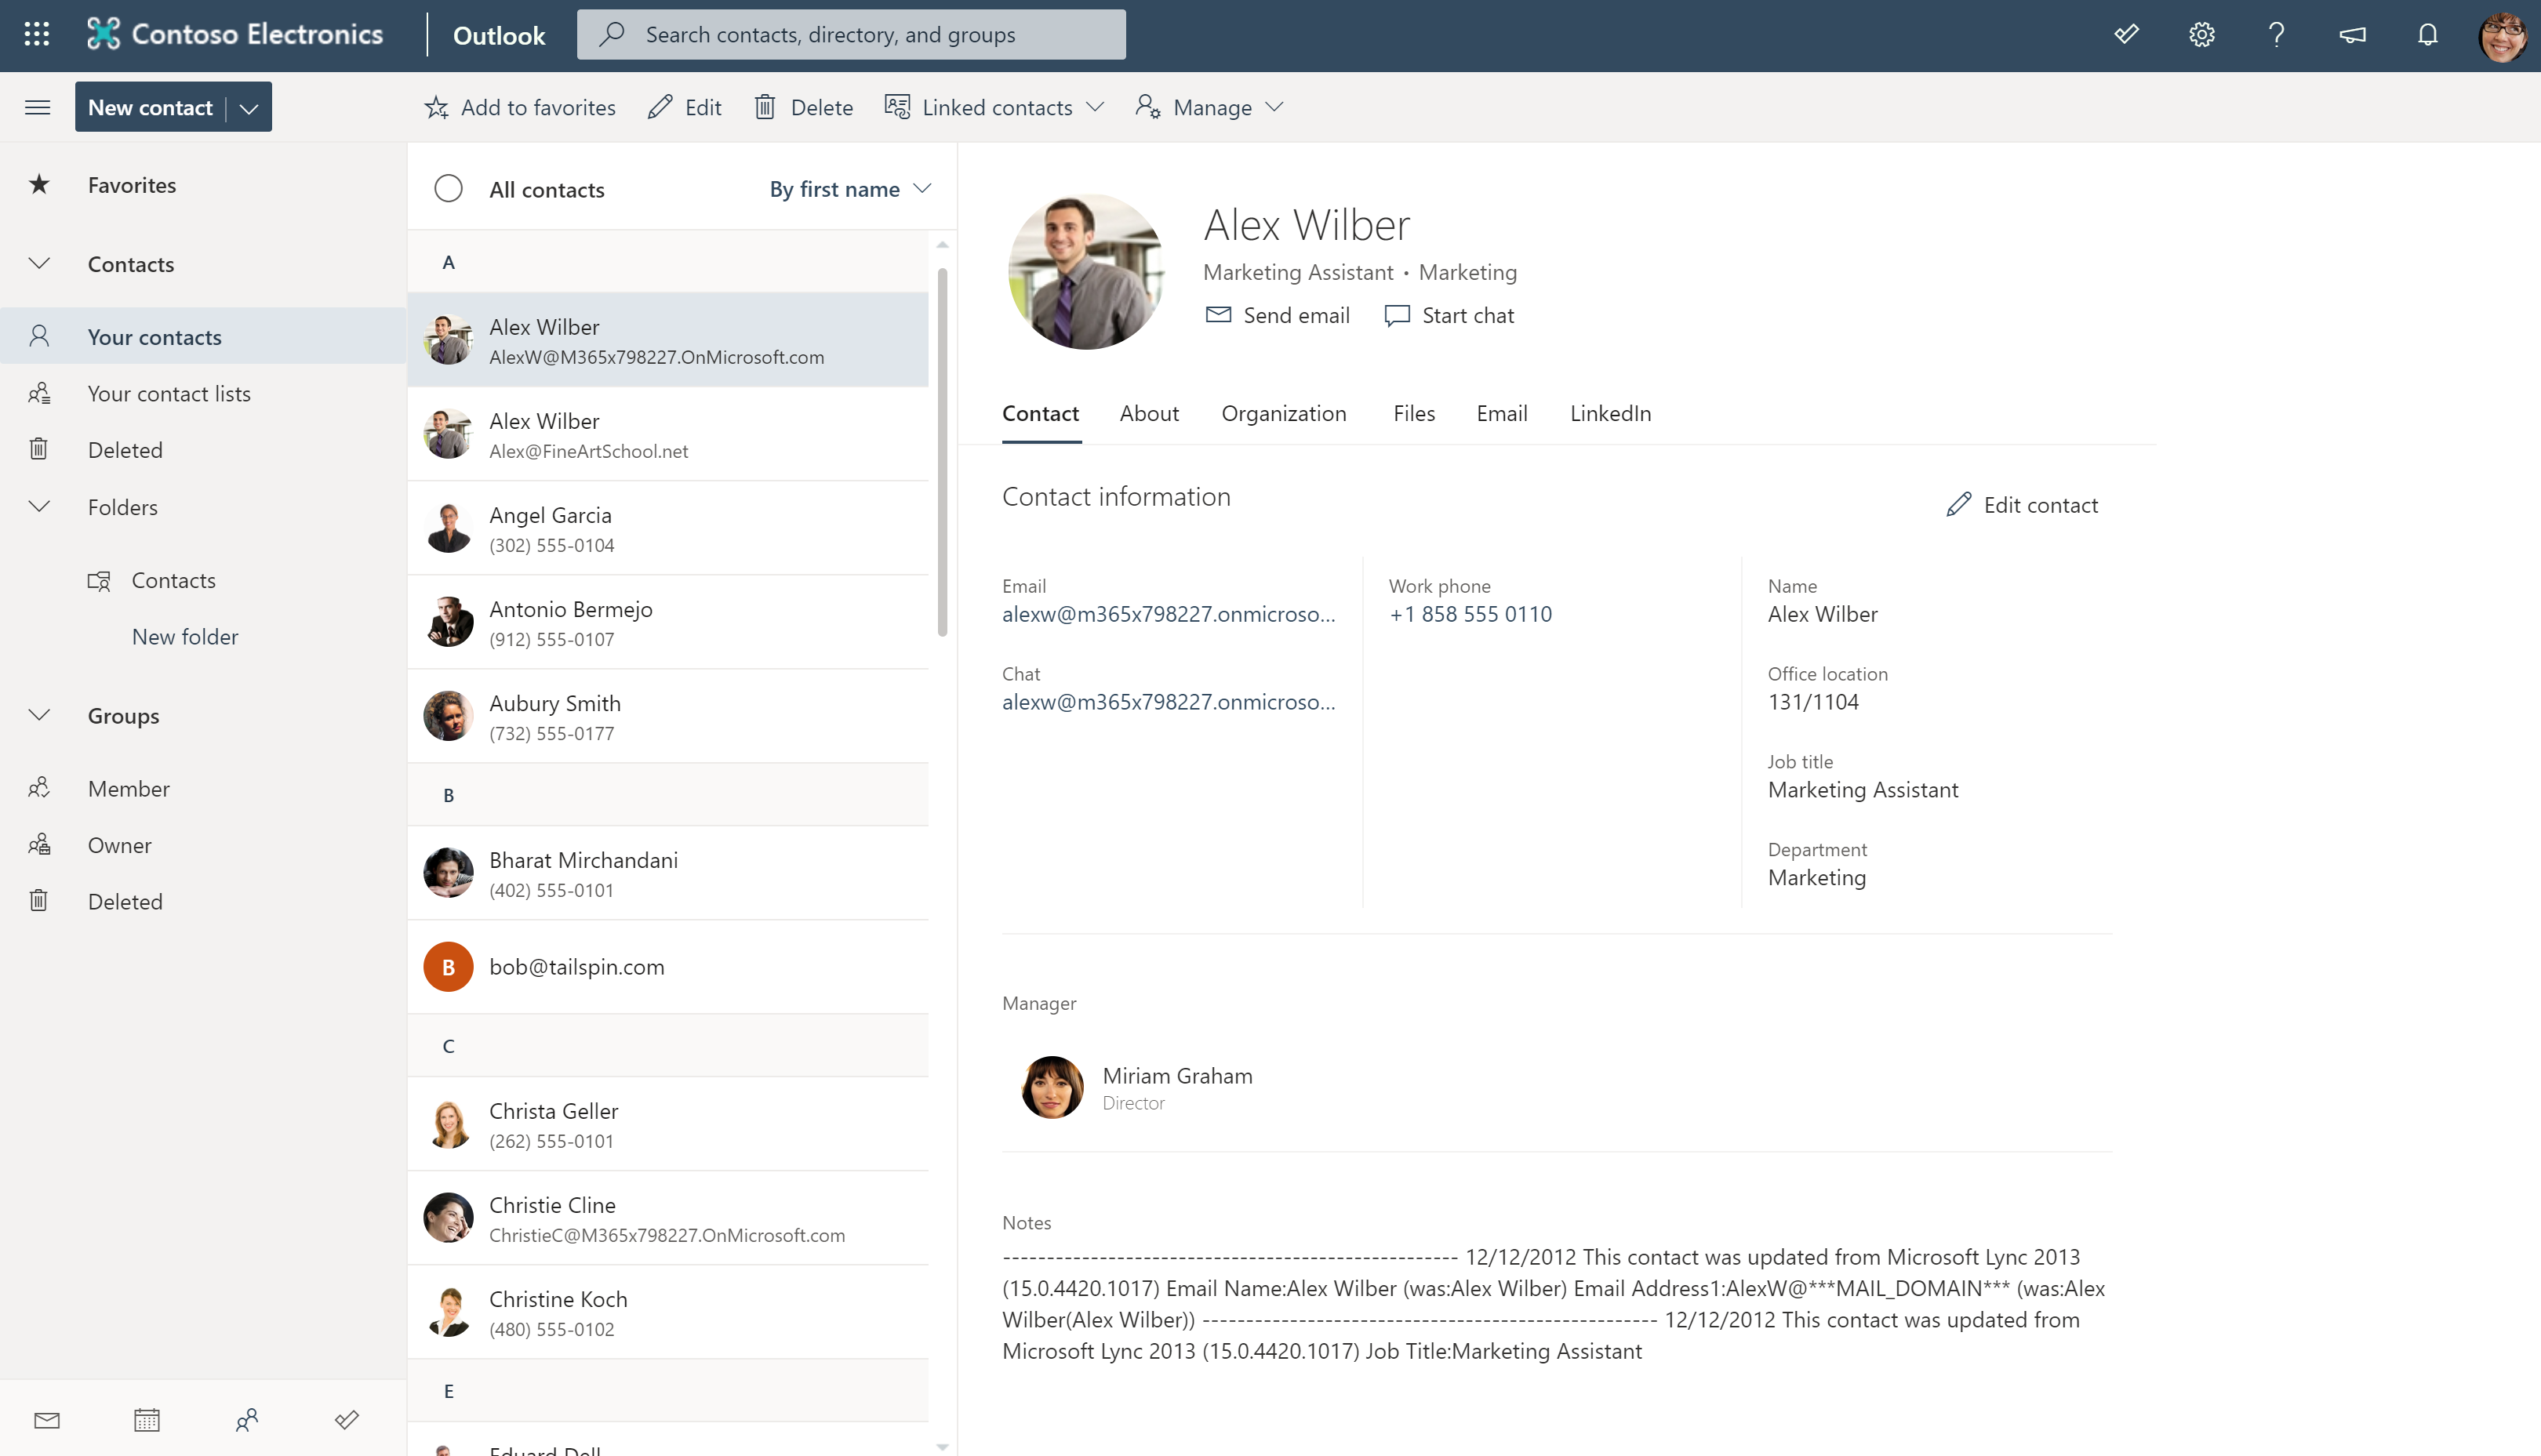 Contoso Electronics
Outlook
Search contacts, directory, and groups
New contact
Add to favorites
Edit
Delete
Linked contacts
Manage
Favorites
Contacts
Your contacts
Your contact lists
Deleted
Folders
Contacts
New folder
Groups
Member
Owner
Deleted
All contacts
By first name
A
Alex Wilber
AlexW@M365x798227.OnMicrosoft.com
Alex Wilber
Alex@FineArtSchool.net
Angel Garcia
(302) 555-0104
Antonio Bermejo
(912) 555-0107
Aubury Smith
(732) 555-0177
B
Bharat Mirchandani
(402) 555-0101
B
bob@tailspin.com
C
Christa Geller
(262) 555-0101
Christie Cline
ChristieC@M365x798227.OnMicrosoft.com
Christine Koch
(480) 555-0102
E
Eduard Dell
Alex Wilber
Marketing Assistant • Marketing
Send email
Start chat
Contact
About
Organization
Files
Email
LinkedIn
Contact information
Edit contact
Email
alexw@m365x798227.onmicroso...
Chat
alexw@m365x798227.onmicroso...
Work phone
+1 858 555 0110
Name
Alex Wilber
Office location
131/1104
Job title
Marketing Assistant
Department
Marketing
Manager
Miriam Graham
Director
Notes
---------------------------------------------------- 12/12/2012 This contact was updated from Microsoft Lync 2013
(15.0.4420.1017) Email Name:Alex Wilber (was:Alex Wilber) Email Address1:AlexW@***MAIL_DOMAIN*** (was:Alex
Wilber(Alex Wilber)) ---------------------------------------------------- 12/12/2012 This contact was updated from
Microsoft Lync 2013 (15.0.4420.1017) Job Title:Marketing Assistant